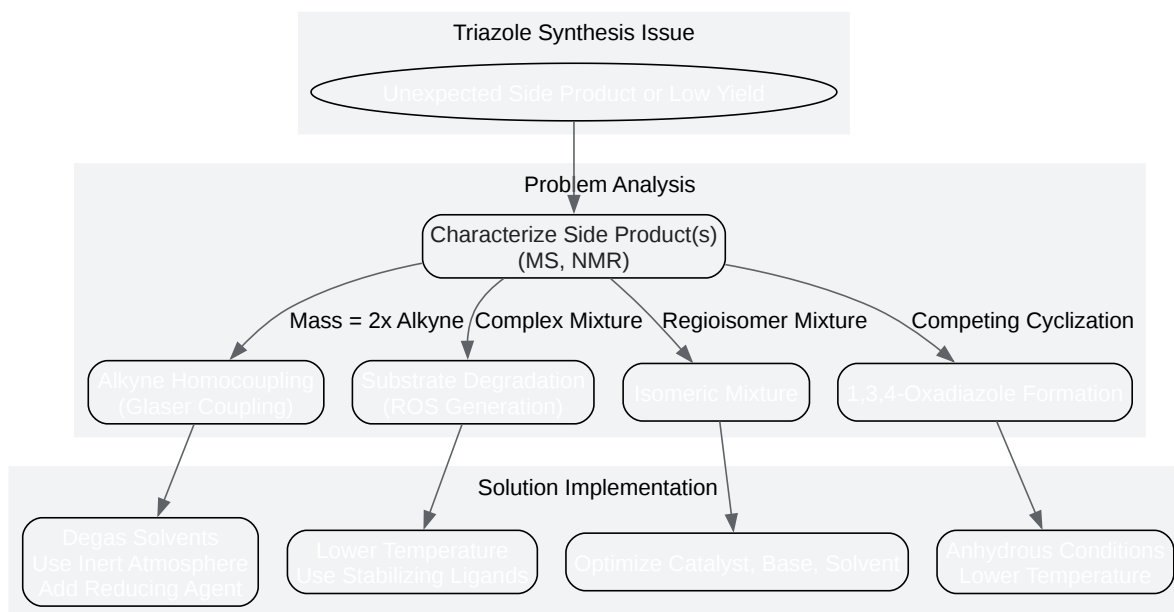 Triazole Synthesis Issue
Unexpected Side Product or Low Yield
Problem Analysis
Characterize Side Product(s)
(MS, NMR)
Mass = 2x Alkyne
Complex Mixture
Regioisomer Mixture
Competing Cyclization
Alkyne Homocoupling
(Glaser Coupling)
Substrate Degradation
(ROS Generation)
Isomeric Mixture
1,3,4-Oxadiazole Formation
Solution Implementation
Degas Solvents
Use Inert Atmosphere
Add Reducing Agent
Lower Temperature
Use Stabilizing Ligands
Optimize Catalyst, Base, Solvent
Anhydrous Conditions
Lower Temperature